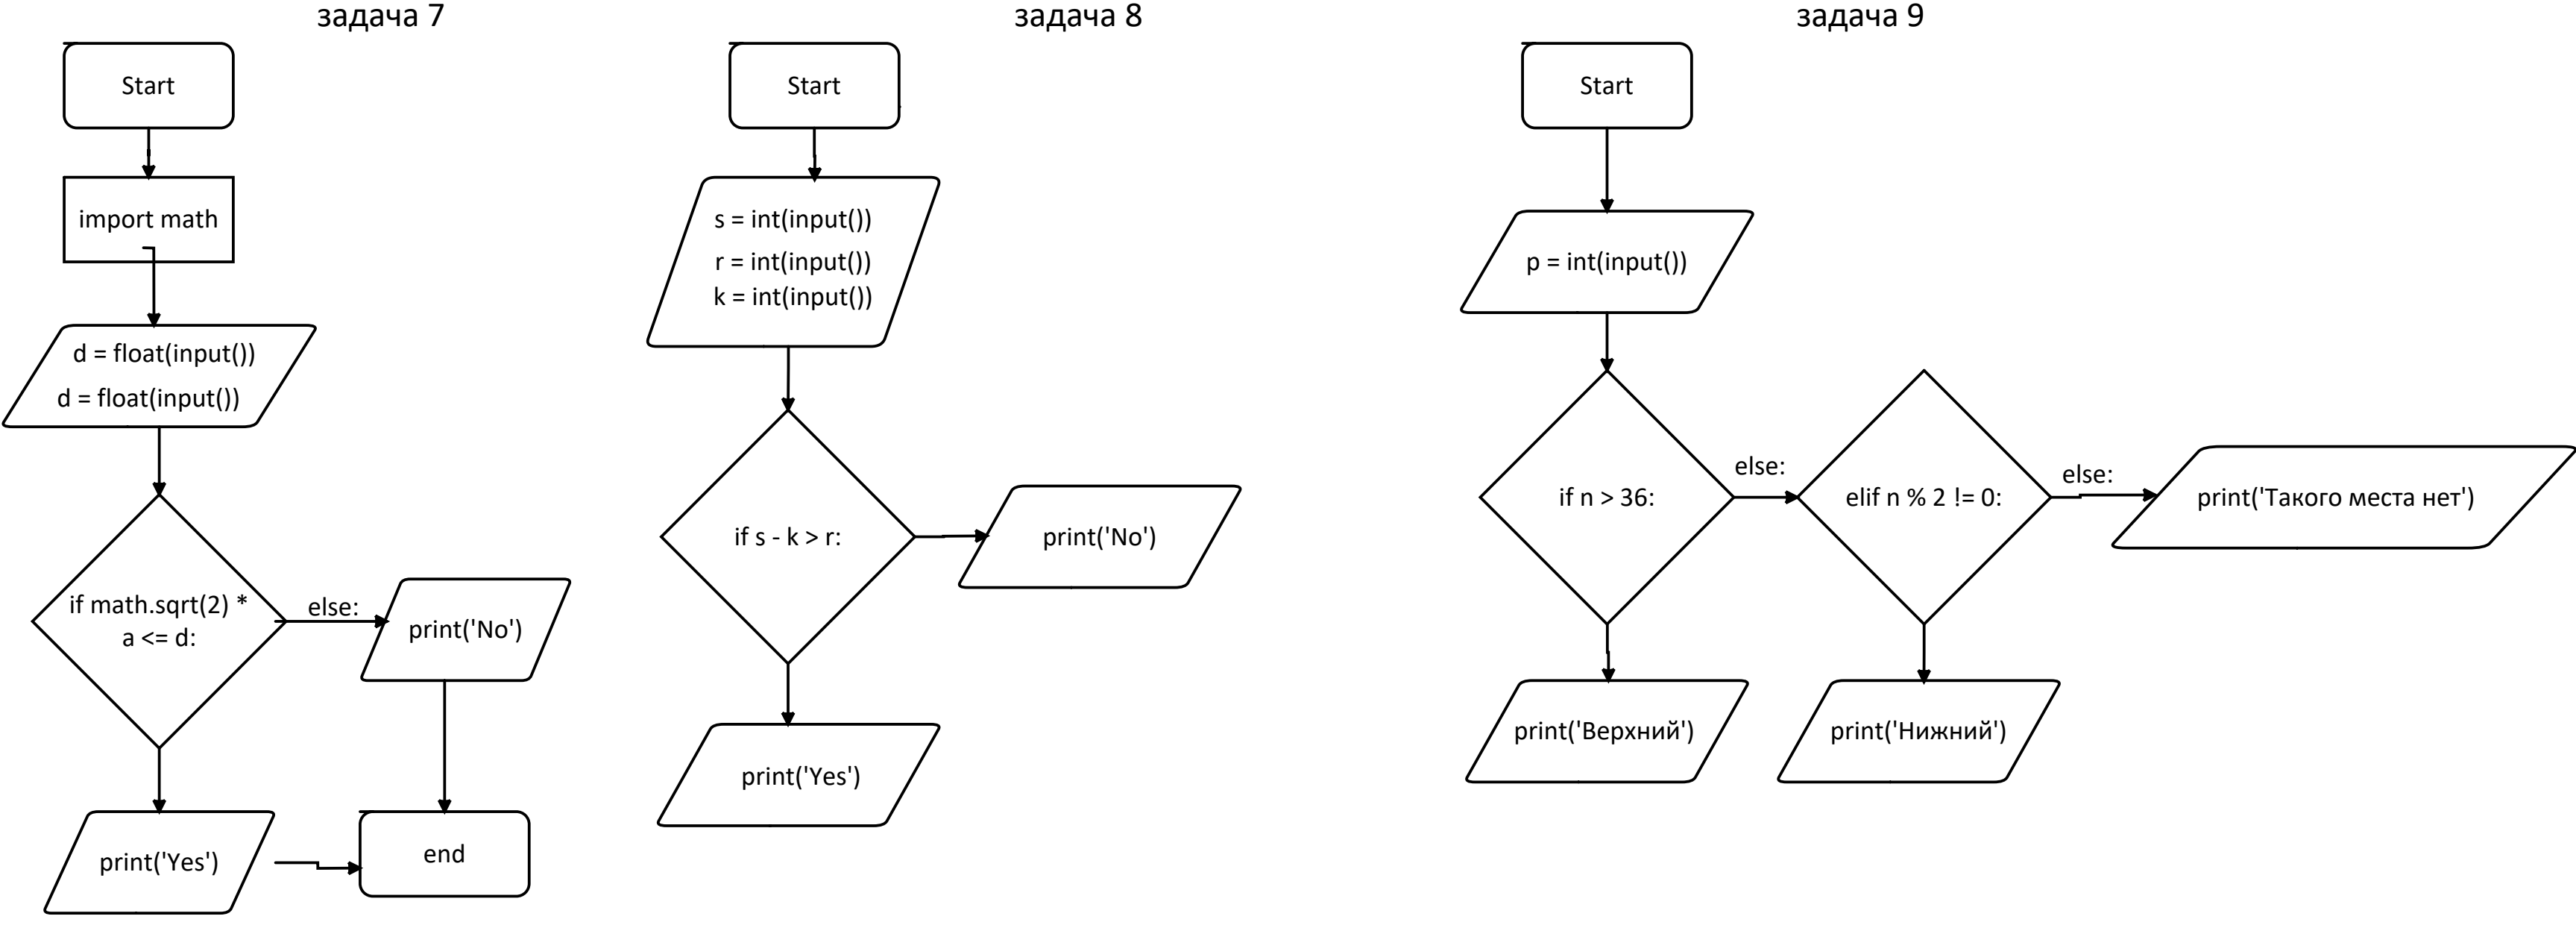 задача 7
Start
import math
d = float(input())
d = float(input())
if math.sqrt(2) *
a <= d:
else:
print('No')
print('Yes')
end
задача 8
Start
s = int(input())
r = int(input())
k = int(input())
if s - k > r:
print('No')
print('Yes')
задача 9
Start
p = int(input())
if n > 36:
else:
elif n % 2 != 0:
else:
print('Такого места нет')
print('Верхний')
print('Нижний')